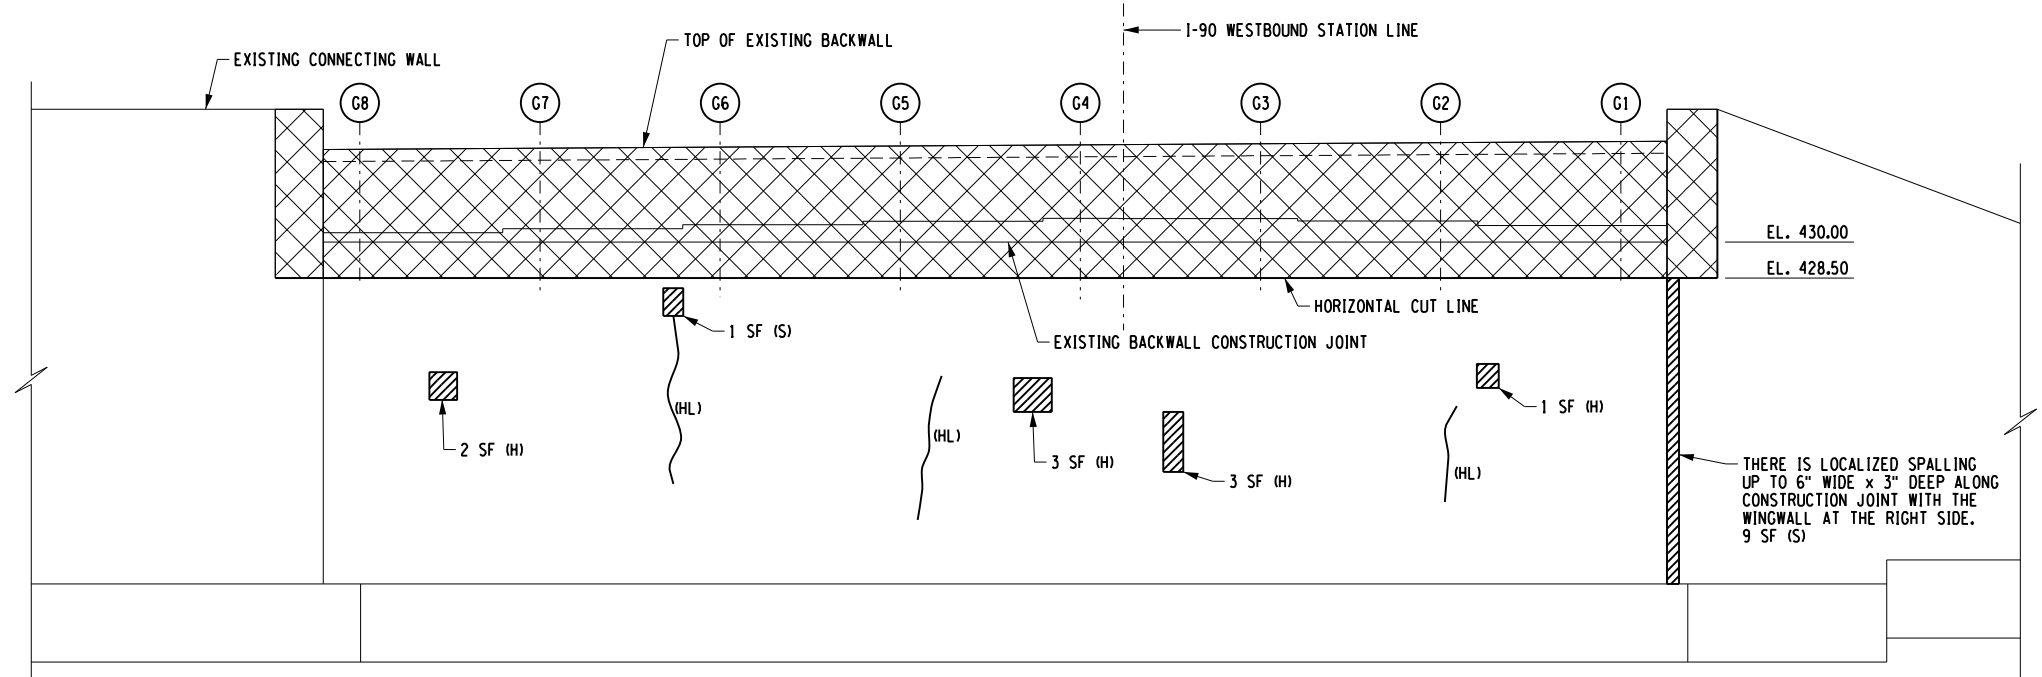 I-90 WESTBOUND STATION LINE
TOP OF EXISTING BACKWALL
EXISTING CONNECTING WALL
G8
G7
G6
G5
G4
G3
G2
G1
EL. 430.00
EL. 428.50
HORIZONTAL CUT LINE
1 SF (S)
EXISTING BACKWALL CONSTRUCTION JOINT
(HL)
1 SF (H)
(HL)
2 SF (H)
3 SF (H)
(HL)
3 SF (H)
THERE IS LOCALIZED SPALLING
UP TO 6" WIDE x 3" DEEP ALONG
CONSTRUCTION JOINT WITH THE
WINGWALL AT THE RIGHT SIDE.
9 SF (S)